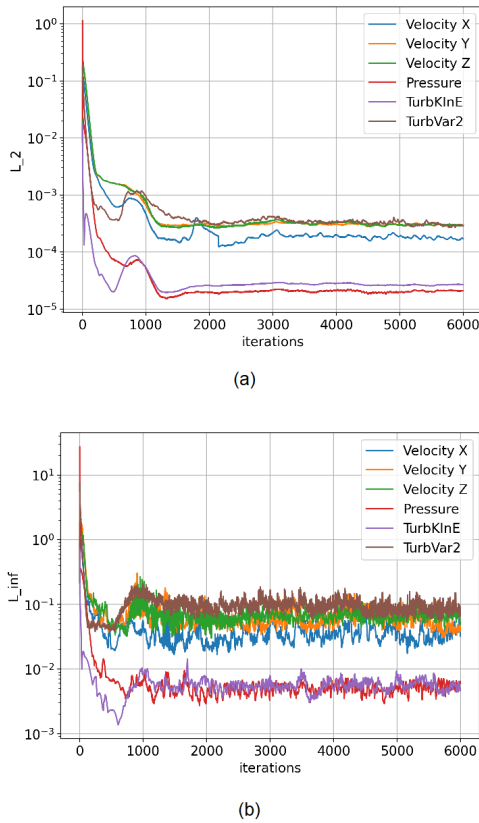 10⁰
10⁻¹
10⁻²
10⁻³
10⁻⁴
10⁻⁵
L_2
Velocity X
Velocity Y
Velocity Z
Pressure
TurbKInE
TurbVar2
0 1000 2000 3000 4000 5000 6000
iterations
(a)
10¹
10⁰
10⁻¹
10⁻²
10⁻³
L_inf
Velocity X
Velocity Y
Velocity Z
Pressure
TurbKInE
TurbVar2
0 1000 2000 3000 4000 5000 6000
iterations
(b)